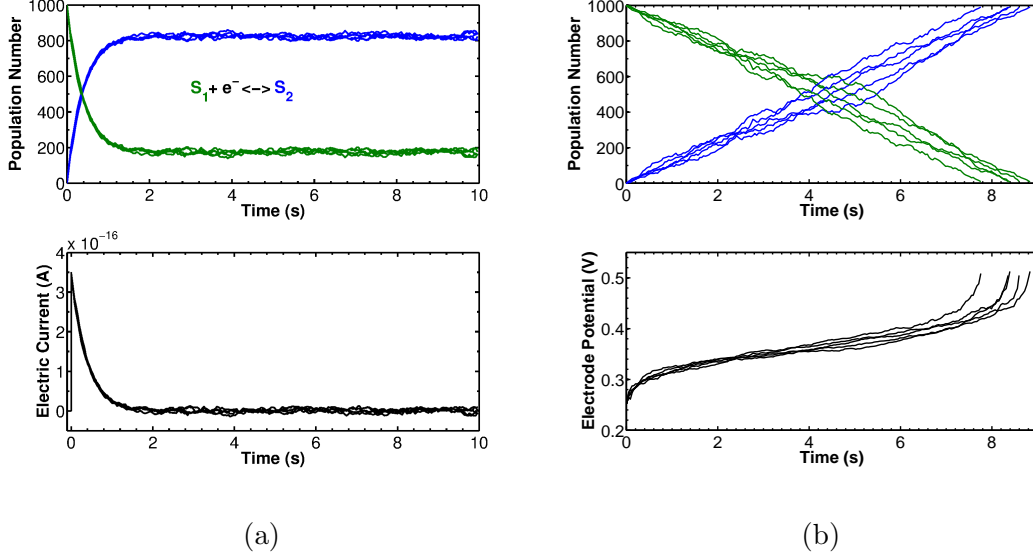 1000
800
600
400
200
0
Population Number
S₁ + e⁻ <-> S₂
0 2 4 6 8 10
Time (s)
1000
800
600
400
200
0
Population Number
0 2 4 6 8
Time (s)
x 10⁻¹⁶
4
3
2
1
0
Electric Current (A)
0 2 4 6 8 10
Time (s)
0.5
0.4
0.3
0.2
Electrode Potential (V)
0 2 4 6 8
Time (s)
(a)
(b)